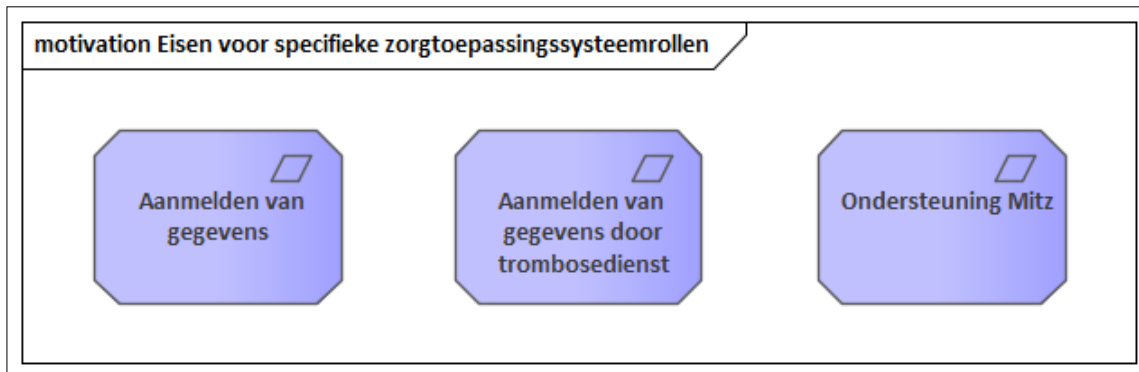 motivation Eisen voor specifieke zorgtoepassingssysteemrollen
Aanmelden van
gegevens
Aanmelden van
gegevens door
trombosedienst
Ondersteuning Mitz